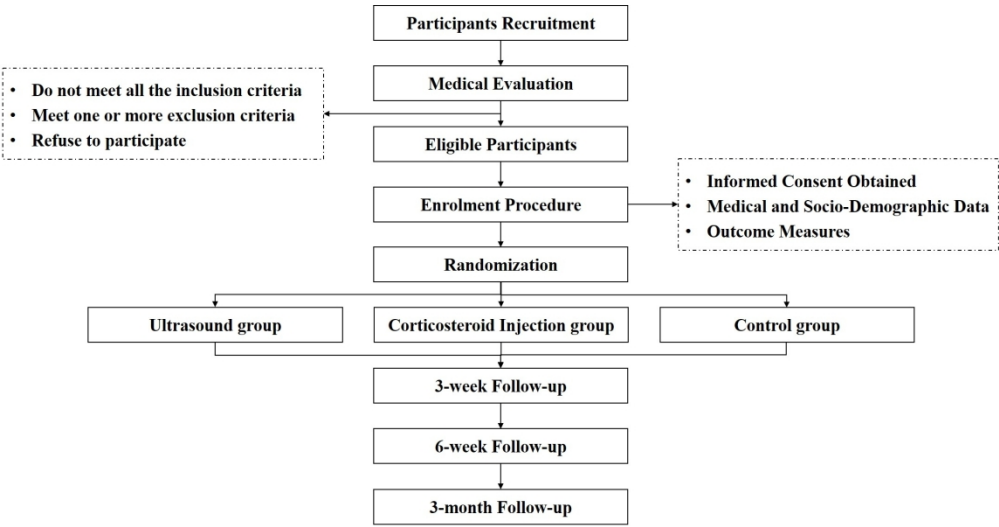 Participants Recruitment
Medical Evaluation
• Do not meet all the inclusion criteria
• Meet one or more exclusion criteria
• Refuse to participate
Eligible Participants
Enrolment Procedure
• Informed Consent Obtained
• Medical and Socio-Demographic Data
• Outcome Measures
Randomization
Ultrasound group
Corticosteroid Injection group
Control group
3-week Follow-up
6-week Follow-up
3-month Follow-up